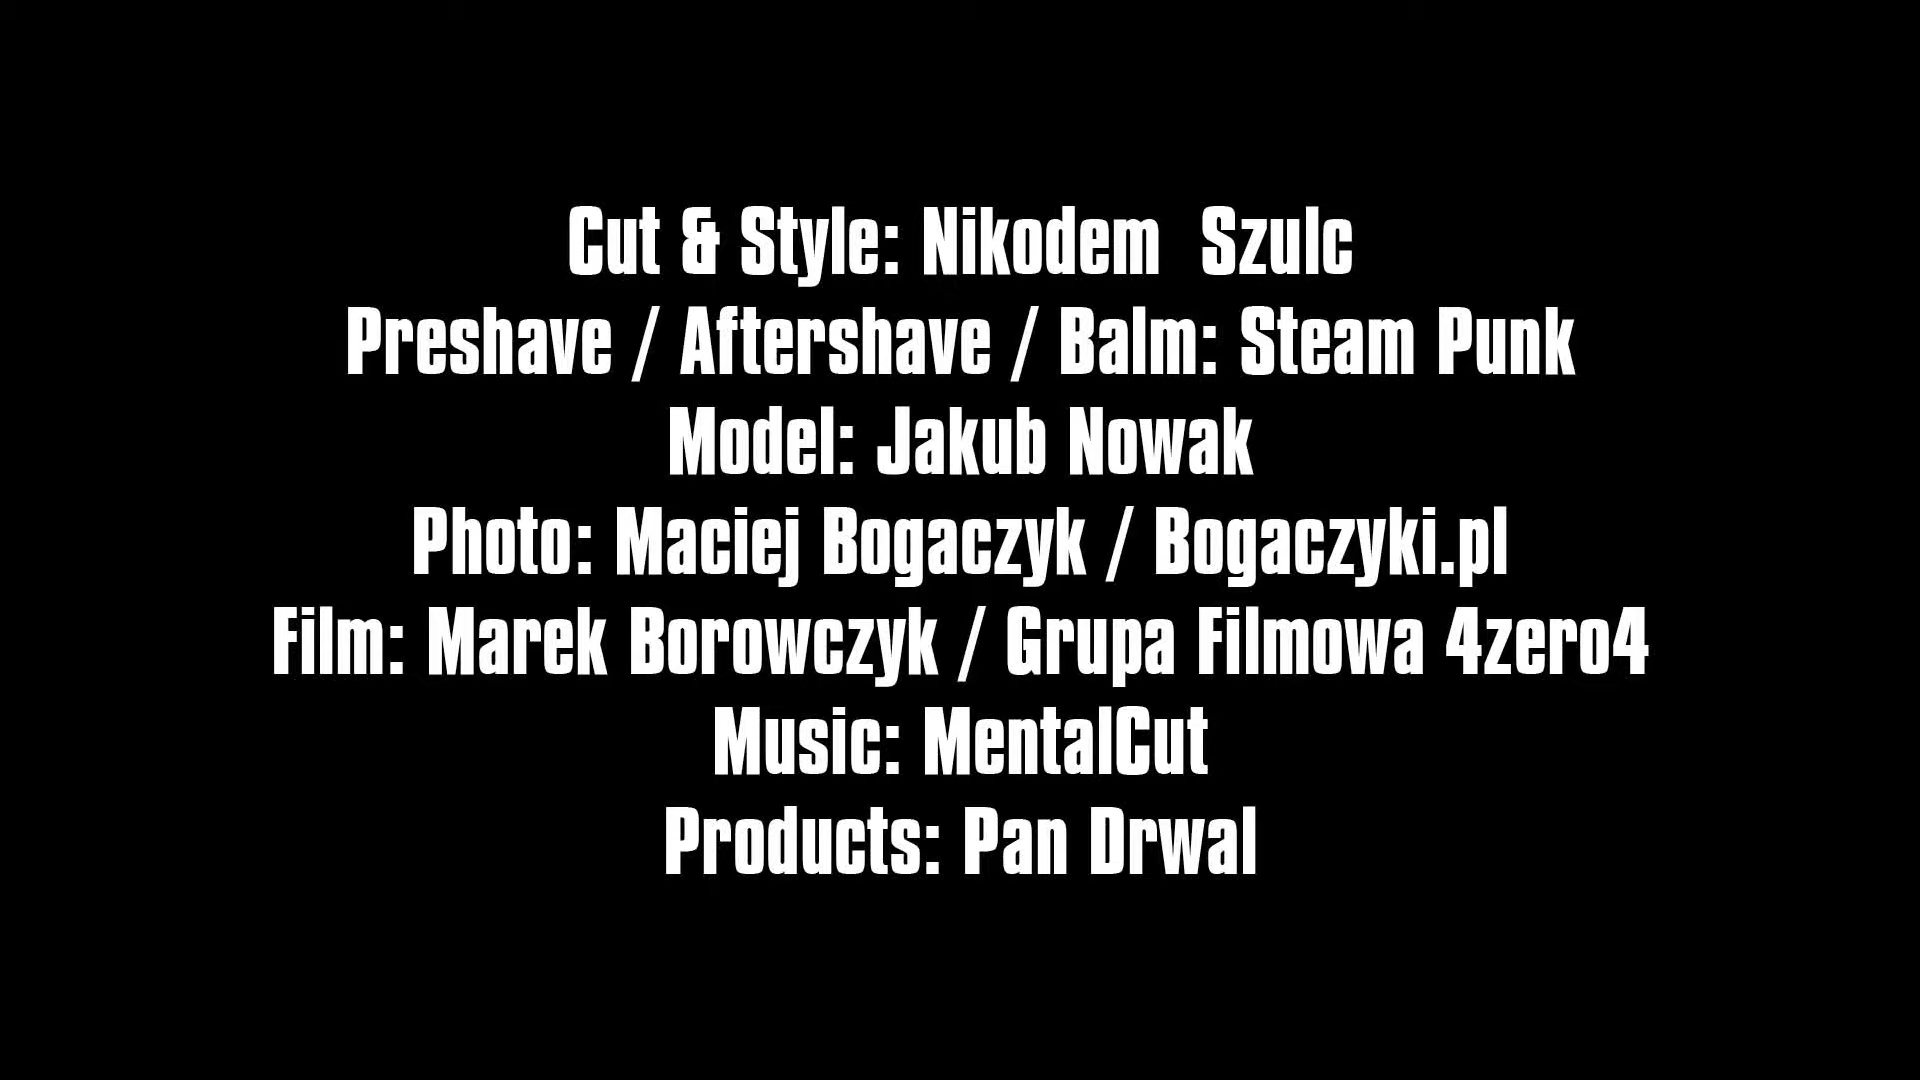 Cut & Style: Nikodem  Szulc
Preshave / Aftershave / Balm: Steam Punk
Model: Jakub Nowak
Photo: Maciej Bogaczyk / Bogaczyki.pl
Film: Marek Borowczyk / Grupa Filmowa 4zero4
Music: MentalCut
Products: Pan Drwal